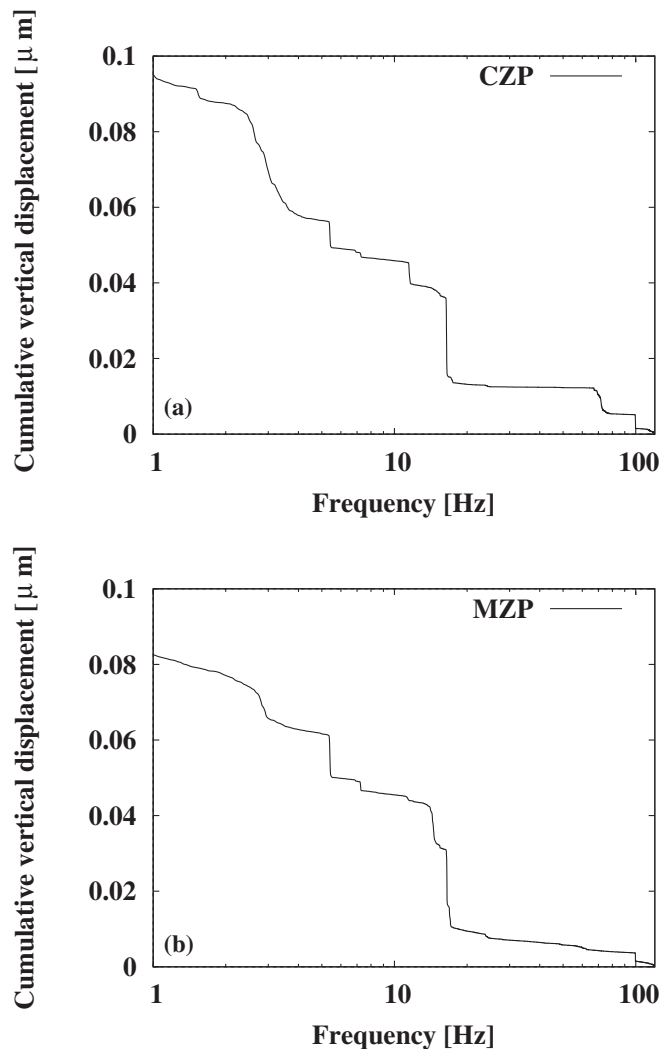 Cumulative vertical displacement [μ m]
0.1
0.08
0.06
0.04
0.02
0
CZP
(a)
1
10
100
Frequency [Hz]
Cumulative vertical displacement [μ m]
0.1
0.08
0.06
0.04
0.02
0
MZP
(b)
1
10
100
Frequency [Hz]